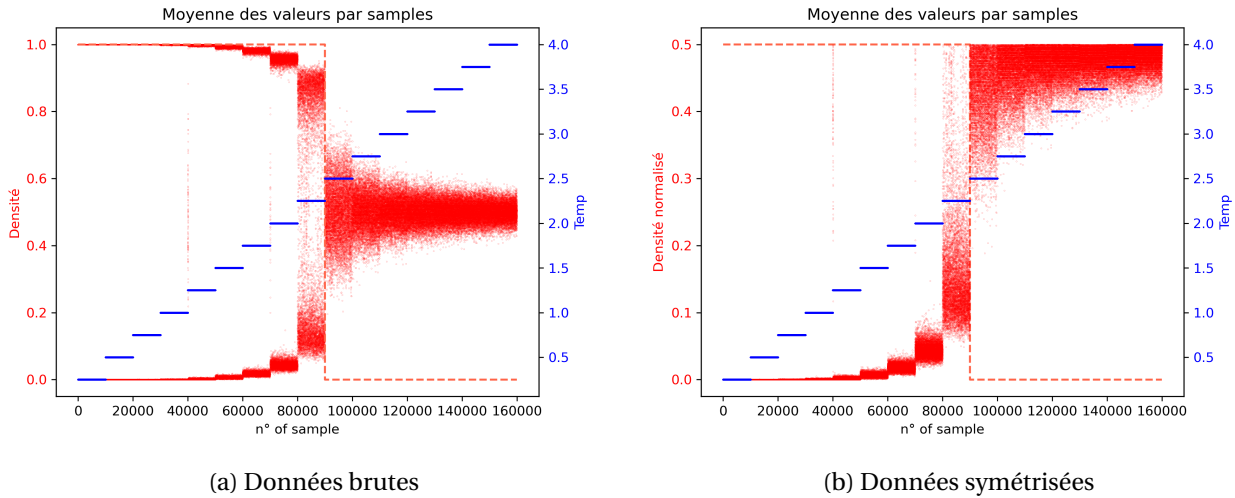 Moyenne des valeurs par samples
1.0
0.8
0.6
0.4
0.2
0.0
Densité
4.0
3.5
3.0
2.5
2.0
1.5
1.0
0.5
Temp
0 20000 40000 60000 80000 100000 120000 140000 160000
n° of sample
(a) Données brutes
Moyenne des valeurs par samples
0.5
0.4
0.3
0.2
0.1
0.0
Densité normalisé
4.0
3.5
3.0
2.5
2.0
1.5
1.0
0.5
Temp
0 20000 40000 60000 80000 100000 120000 140000 160000
n° of sample
(b) Données symétrisées